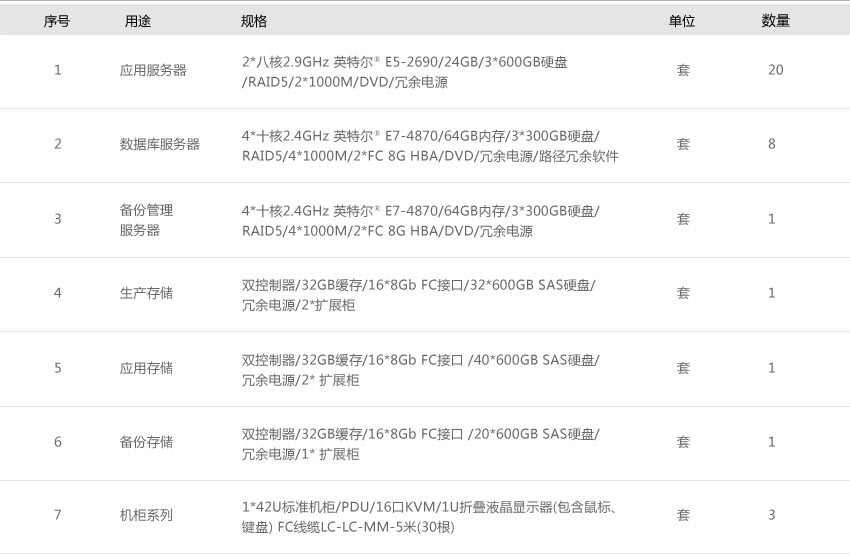 序号 用途 规格 单位 数量
1 应用服务器 2*八核2.9GHz 英特尔® E5-2690/24GB/3*600GB硬盘 套 20
/RAID5/2*1000M/DVD/冗余电源
2 数据库服务器 4*十核2.4GHz 英特尔® E7-4870/64GB内存/3*300GB硬盘/ 套 8
RAID5/4*1000M/2*FC 8G HBA/DVD/冗余电源/路径冗余软件
3 备份管理 4*十核2.4GHz 英特尔® E7-4870/64GB内存/3*300GB硬盘/ 套 1
服务器 RAID5/4*1000M/2*FC 8G HBA/DVD/冗余电源
4 生产存储 双控制器/32GB缓存/16*8Gb FC接口/32*600GB SAS硬盘/ 套 1
冗余电源/2*扩展柜
5 应用存储 双控制器/32GB缓存/16*8Gb FC接口 /40*600GB SAS硬盘/ 套 1
冗余电源/2* 扩展柜
6 备份存储 双控制器/32GB缓存/16*8Gb FC接口 /20*600GB SAS硬盘/ 套 1
冗余电源/1* 扩展柜
7 机柜系列 1*42U标准机柜/PDU/16口KVM/1U折叠液晶显示器(包含鼠标、 套 3
键盘) FC线缆LC-LC-MM-5米(30根)